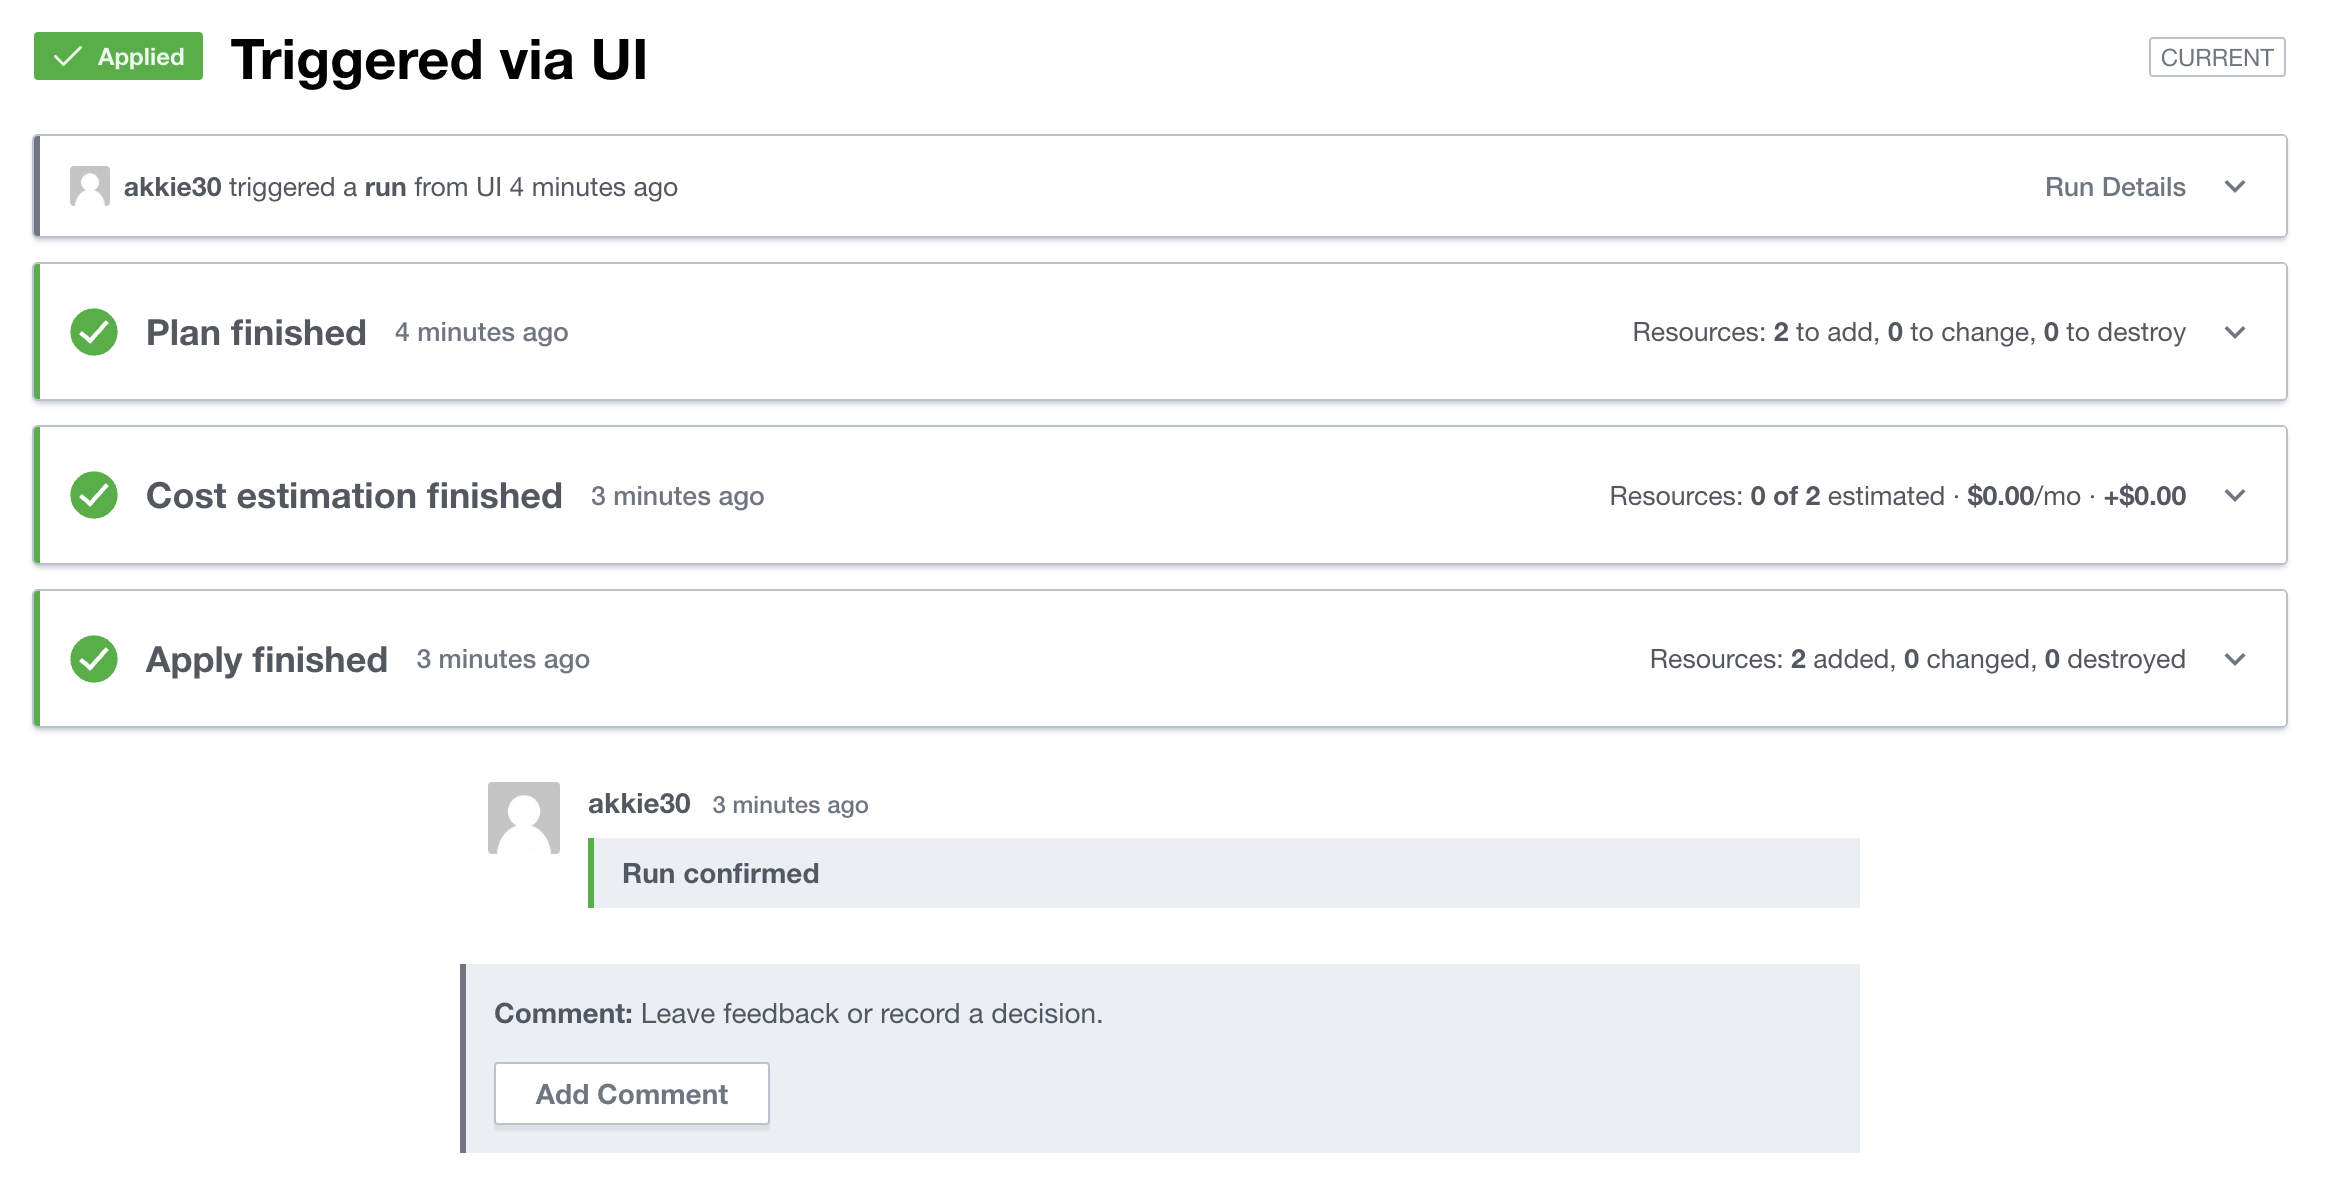 Applied Triggered via UI CURRENT
akkie30 triggered a run from UI 4 minutes ago Run Details
Plan finished 4 minutes ago Resources: 2 to add, 0 to change, 0 to destroy
Cost estimation finished 3 minutes ago Resources: 0 of 2 estimated · $0.00/mo · +$0.00
Apply finished 3 minutes ago Resources: 2 added, 0 changed, 0 destroyed
akkie30 3 minutes ago
Run confirmed
Comment: Leave feedback or record a decision.
Add Comment